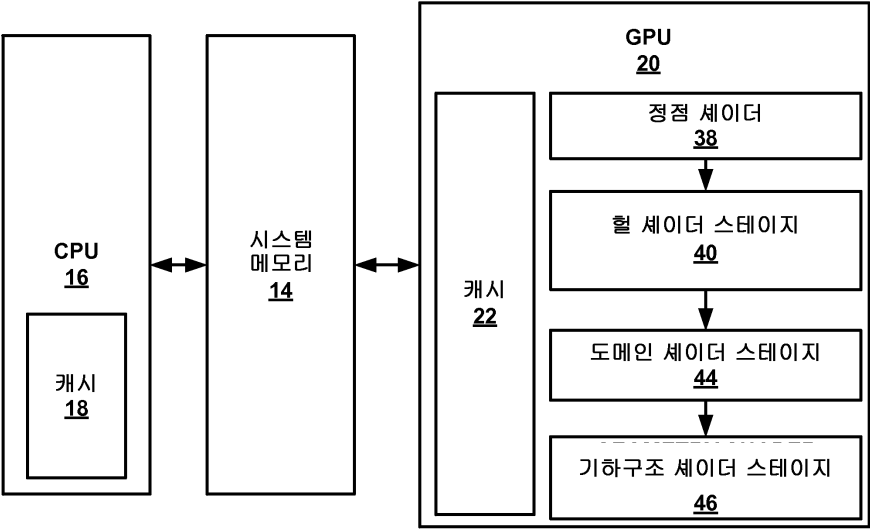 CPU
16
캐시
18
시스템
메모리
14
GPU
20
캐시
22
정점 셰이더
38
헐 셰이더 스테이지
40
도메인 셰이더 스테이지
44
기하구조 셰이더 스테이지
46